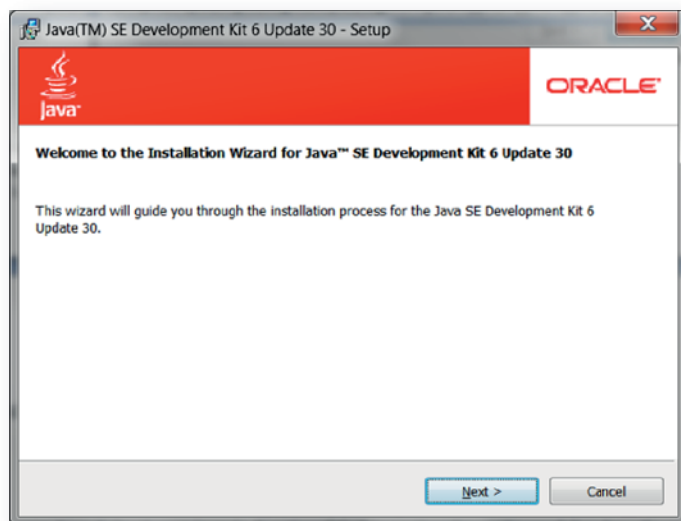 Java(TM) SE Development Kit 6 Update 30 - Setup
Java™
ORACLE®
Welcome to the Installation Wizard for Java™ SE Development Kit 6 Update 30
This wizard will guide you through the installation process for the Java SE Development Kit 6
Update 30.
Next >
Cancel